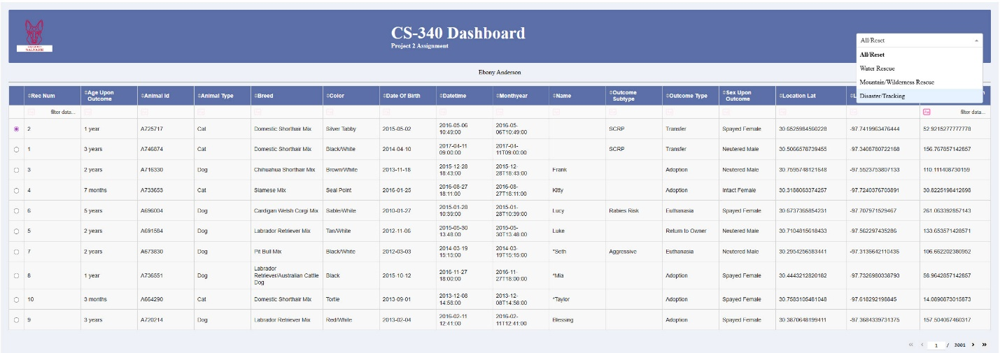 CS-340 Dashboard
Project 2 Assignment
SALVARE
All/Reset
All/Reset
Water Rescue
Mountain/Wilderness Rescue
Disaster/Tracking
Ebony Anderson
Rec Num Age Upon Outcome Animal Id Animal Type Breed Color Date Of Birth Datetime Monthyear Name Outcome Subtype Outcome Type Sex Upon Outcome Location Lat
filter data... filter data...
2 1 year A725717 Cat Domestic Shorthair Mix Silver Tabby 2015-05-02 2016-05-06 10:49:00 2016-05-06T10:49:00 SCRP Transfer Spayed Female 30.6525984560228 -97.7419963476444 52.9215277777778
1 3 years A746874 Cat Domestic Shorthair Mix Black/White 2014-04-10 2017-04-11 09:00:00 2017-04-11T09:00:00 SCRP Transfer Neutered Male 30.5066578739455 -97.3408780722188 156.767857142857
3 2 years A716330 Dog Chihuahua Shorthair Mix Brown/White 2013-11-18 2015-12-28 18:43:00 2015-12-28T18:43:00 Frank Adoption Neutered Male 30.7595748121648 -97.5523753807133 110.111408730159
4 7 months A733653 Cat Siamese Mix Seal Point 2016-01-25 2016-08-27 18:11:00 2016-08-27T18:11:00 Kitty Adoption Intact Female 30.3188063374257 -97.7240376703891 30.8225198412698
6 5 years A696004 Dog Cardigan Welsh Corgi Mix Sable/White 2010-01-27 2015-01-28 10:39:00 2015-01-28T10:39:00 Lucy Rabies Risk Euthanasia Spayed Female 30.6737365854231 -97.707971529467 261.063392857143
5 2 years A691584 Dog Labrador Retriever Mix Tan/White 2012-11-06 2015-05-30 13:48:00 2015-05-30T13:48:00 Luke Return to Owner Neutered Male 30.7104815618433 -97.562297435286 133.653571428571
7 2 years A673830 Dog Pit Bull Mix Black/White 2012-03-03 2014-03-19 15:15:00 2014-03-19T15:15:00 *Seth Aggressive Euthanasia Neutered Male 30.2954256583441 -97.3136642110436 106.662202380952
8 1 year A736551 Dog Labrador Retriever/Australian Cattle Dog Black 2015-10-12 2016-11-27 18:00:00 2016-11-27T18:00:00 *Mia Adoption Spayed Female 30.4443212820182 -97.7326980338793 58.9642857142857
10 3 months A664290 Cat Domestic Shorthair Mix Tortie 2013-09-01 2013-12-08 14:58:00 2013-12-08T14:58:00 *Taylor Adoption Spayed Female 30.7583105481048 -97.618292198845 14.0890873015873
9 3 years A720214 Dog Labrador Retriever Mix Red/White 2013-02-04 2016-02-11 12:41:00 2016-02-11T12:41:00 Blessing Adoption Spayed Female 30.3870648199411 -97.3684339731375 157.504067460317
1 / 3001